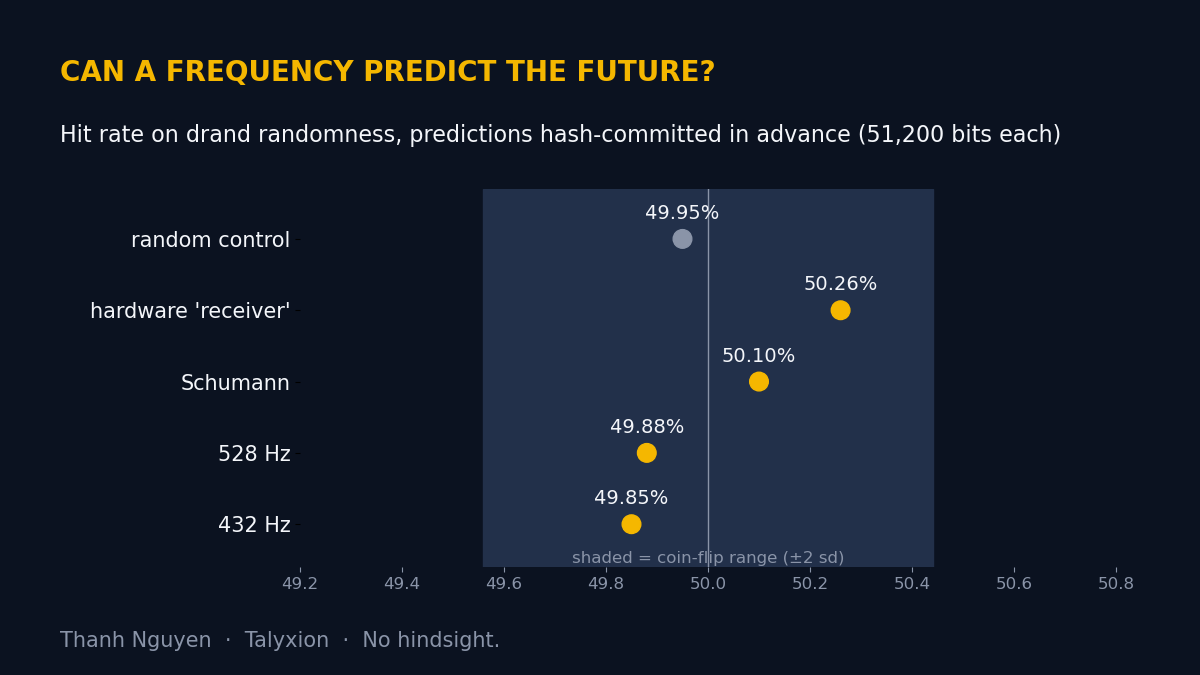 CAN A FREQUENCY PREDICT THE FUTURE?
Hit rate on drand randomness, predictions hash-committed in advance (51,200 bits each)
random control
49.95%
hardware 'receiver'
50.26%
Schumann
50.10%
528 Hz
49.88%
432 Hz
49.85%
shaded = coin-flip range (±2 sd)
49.2 49.4 49.6 49.8 50.0 50.2 50.4 50.6 50.8
Thanh Nguyen · Talyxion · No hindsight.